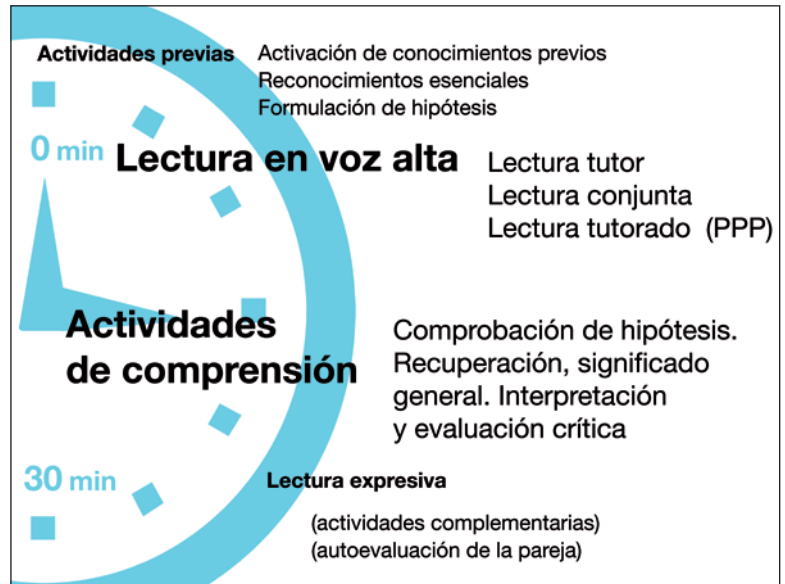 Actividades previas Activación de conocimientos previos
Reconocimientos esenciales
Formulación de hipótesis
0 min Lectura en voz alta Lectura tutor
Lectura conjunta
Lectura tutorado (PPP)
Actividades
de comprensión
Comprobación de hipótesis.
Recuperación, significado
general. Interpretación
y evaluación crítica
30 min Lectura expresiva
(actividades complementarias)
(autoevaluación de la pareja)